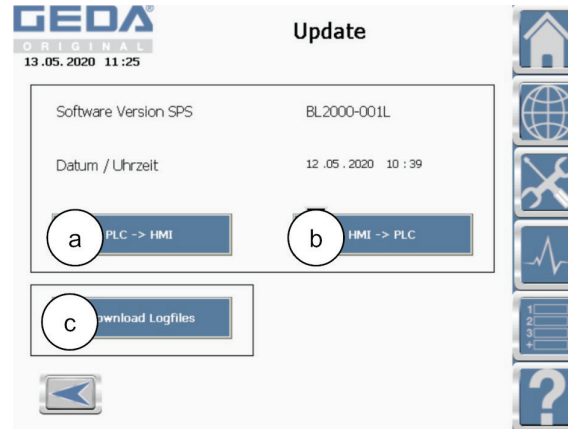 GEDA®
ORIGINAL
Update
13.05.2020 11:25
Software Version SPS BL2000-001L
Datum / Uhrzeit 12.05.2020 10:39
a PLC -> HMI b HMI -> PLC
c ownload Logfiles
1
2
3
+
?